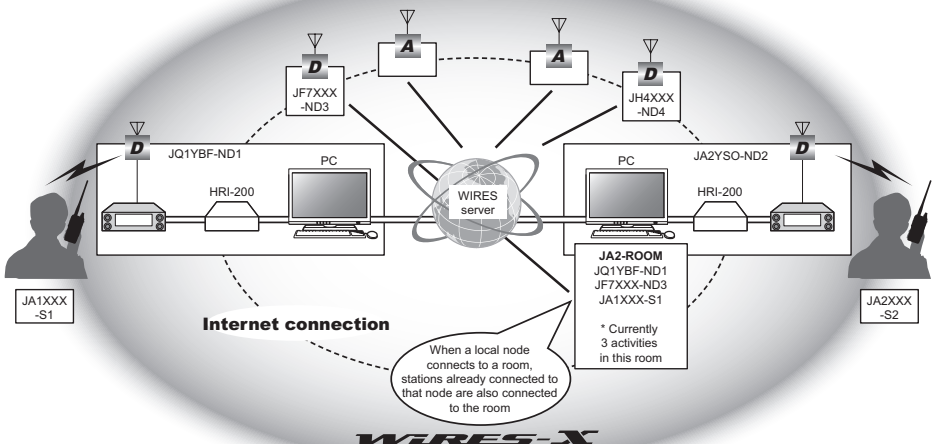 A
A
D
D
JF7XXX
-ND3
JH4XXX
-ND4
D
JQ1YBF-ND1
PC
HRI-200
WIRES
server
PC
JA2YSO-ND2
D
HRI-200
JA1XXX
-S1
JA2XXX
-S2
JA2-ROOM
JQ1YBF-ND1
JF7XXX-ND3
JA1XXX-S1
* Currently
3 activities
in this room
Internet connection
When a local node
connects to a room,
stations already connected to
that node are also connected
to the room
WIRES-X